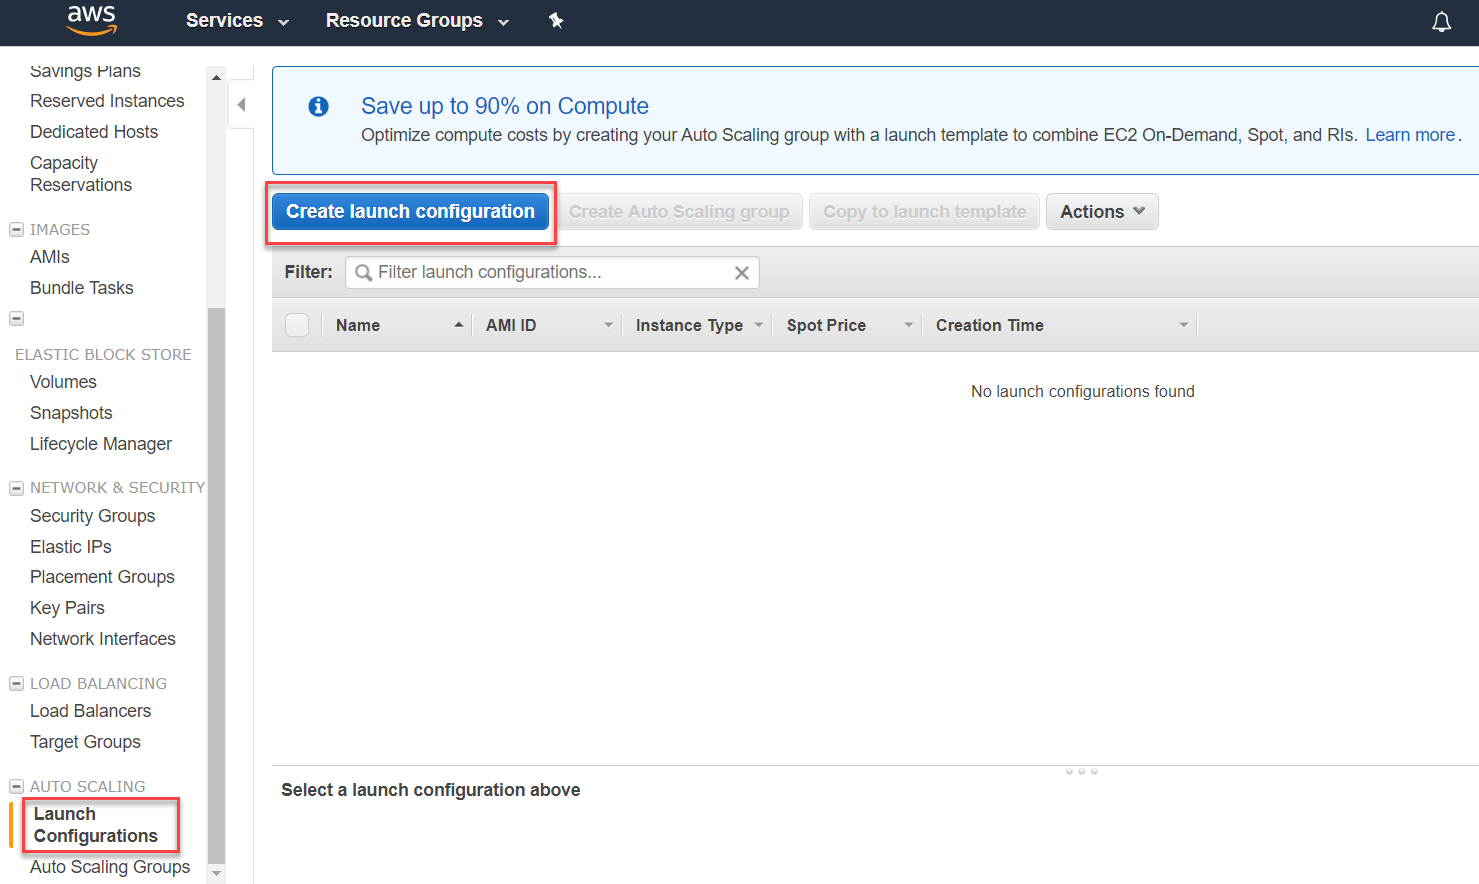 aws
Services
Resource Groups
Savings Plans
Reserved Instances
Dedicated Hosts
Capacity
Reservations
IMAGES
AMIs
Bundle Tasks
ELASTIC BLOCK STORE
Volumes
Snapshots
Lifecycle Manager
NETWORK & SECURITY
Security Groups
Elastic IPs
Placement Groups
Key Pairs
Network Interfaces
LOAD BALANCING
Load Balancers
Target Groups
AUTO SCALING
Launch
Configurations
Auto Scaling Groups
Save up to 90% on Compute
Optimize compute costs by creating your Auto Scaling group with a launch template to combine EC2 On-Demand, Spot, and RIs. Learn more.
Create launch configuration
Create Auto Scaling group
Copy to launch template
Actions
Filter: Filter launch configurations...
Name
AMI ID
Instance Type
Spot Price
Creation Time
No launch configurations found
Select a launch configuration above